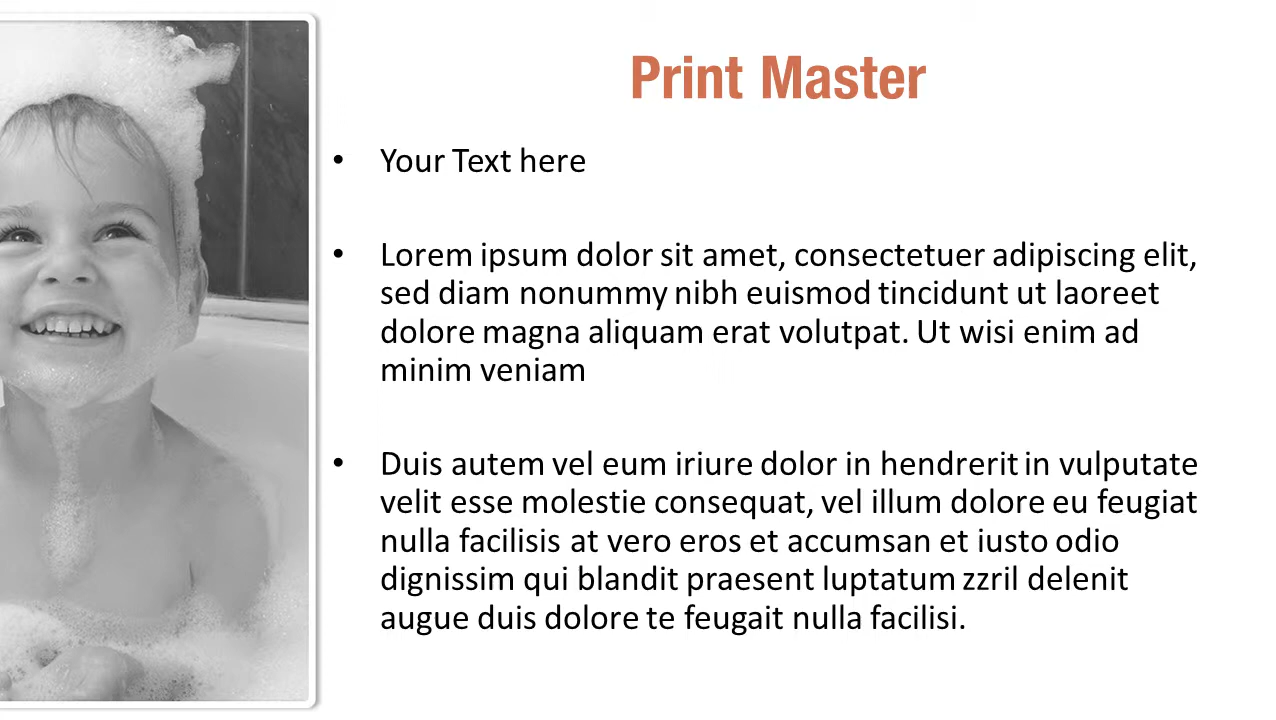 Print Master
• Your Text here
• Lorem ipsum dolor sit amet, consectetuer adipiscing elit,
sed diam nonummy nibh euismod tincidunt ut laoreet
dolore magna aliquam erat volutpat. Ut wisi enim ad
minim veniam
• Duis autem vel eum iriure dolor in hendrerit in vulputate
velit esse molestie consequat, vel illum dolore eu feugiat
nulla facilisis at vero eros et accumsan et iusto odio
dignissim qui blandit praesent luptatum zzril delenit
augue duis dolore te feugait nulla facilisi.